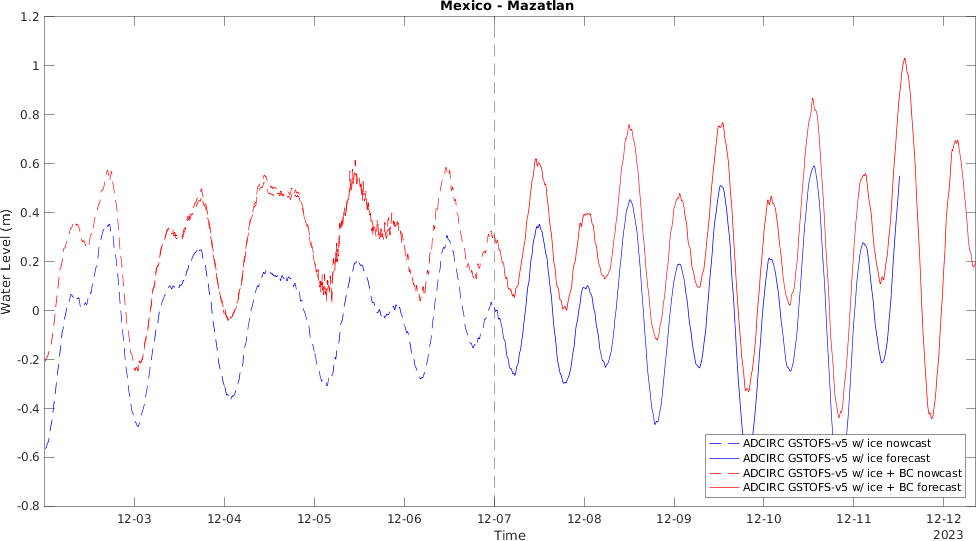 Mexico - Mazatlan
1.2
1
0.8
0.6
0.4
0.2
0
-0.2
-0.4
-0.6
-0.8
Water Level (m)
ADCIRC GSTOFS-v5 w/ ice nowcast
ADCIRC GSTOFS-v5 w/ ice forecast
ADCIRC GSTOFS-v5 w/ ice + BC nowcast
ADCIRC GSTOFS-v5 w/ ice + BC forecast
12-03 12-04 12-05 12-06 12-07 12-08 12-09 12-10 12-11 12-12
Time 2023